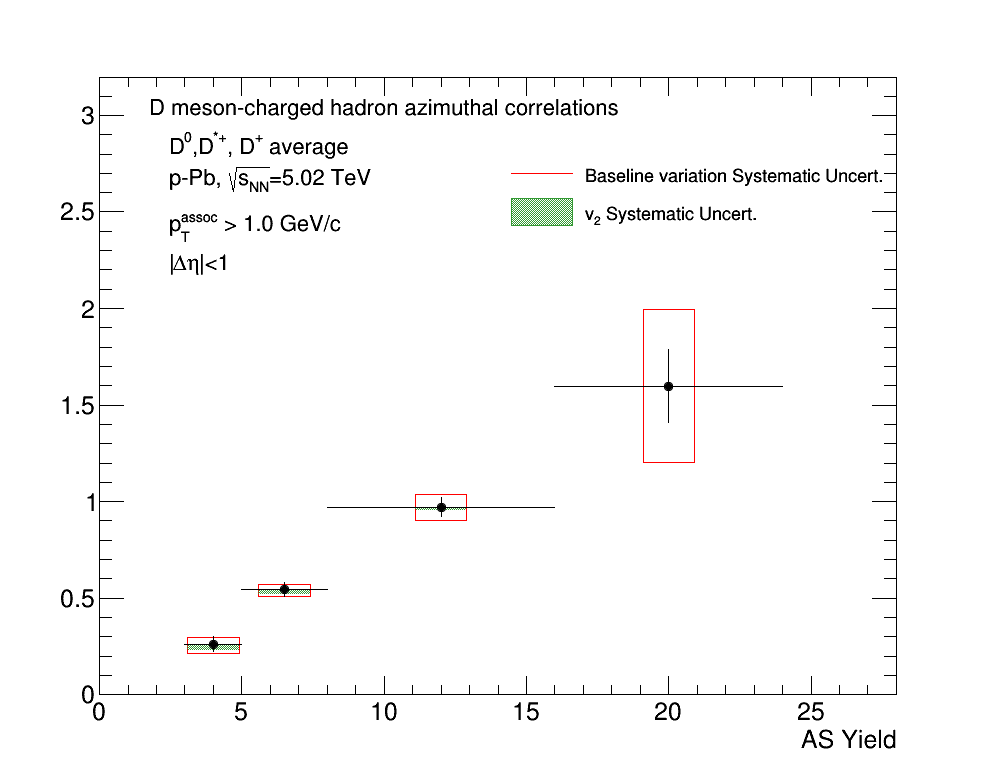 D meson-charged hadron azimuthal correlations
D⁰,D*⁺, D⁺ average
p-Pb, √sNN=5.02 TeV
pTassoc > 1.0 GeV/c
|Δη|<1
Baseline variation Systematic Uncert.
v₂ Systematic Uncert.
3
2.5
2
1.5
1
0.5
0
0 5 10 15 20 25
AS Yield